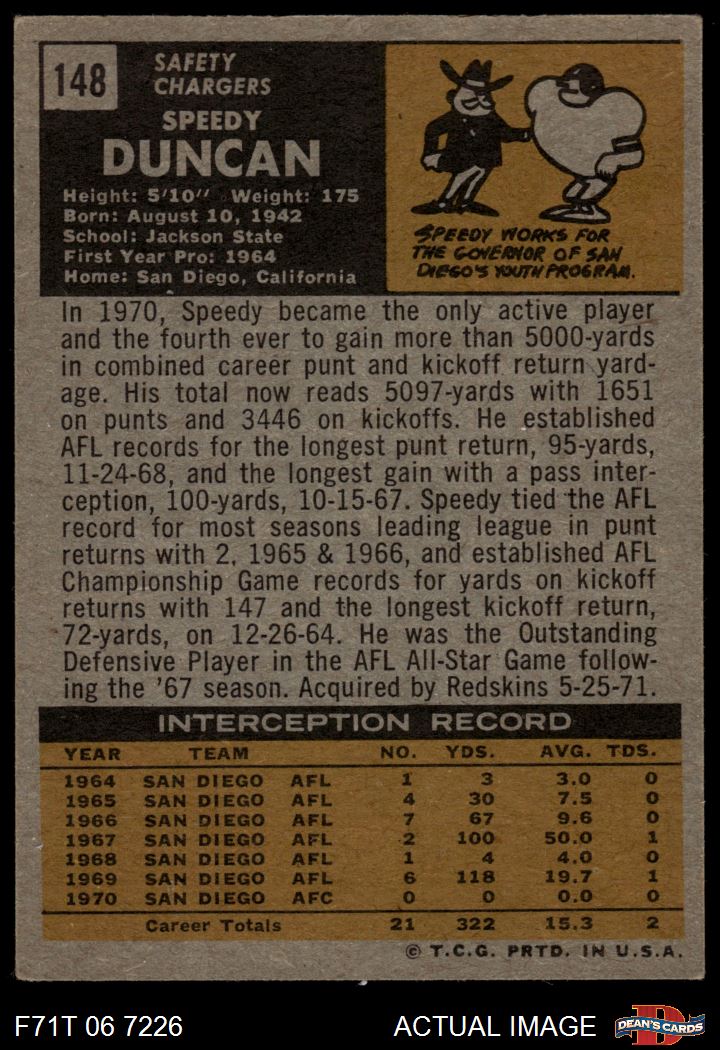 148
SAFETY
CHARGERS
SPEEDY
DUNCAN
Height: 5'10'' Weight: 175
Born: August 10, 1942
School: Jackson State
First Year Pro: 1964
Home: San Diego, California
SPEEDY WORKS FOR
THE GOVERNOR OF SAN
DIEGO'S YOUTH PROGRAM.
In 1970, Speedy became the only active player
and the fourth ever to gain more than 5000-yards
in combined career punt and kickoff return yard-
age. His total now reads 5097-yards with 1651
on punts and 3446 on kickoffs. He established
AFL records for the longest punt return, 95-yards,
11-24-68, and the longest gain with a pass inter-
ception, 100-yards, 10-15-67. Speedy tied the AFL
record for most seasons leading league in punt
returns with 2, 1965 & 1966, and established AFL
Championship Game records for yards on kickoff
returns with 147 and the longest kickoff return,
72-yards, on 12-26-64. He was the Outstanding
Defensive Player in the AFL All-Star Game follow-
ing the '67 season. Acquired by Redskins 5-25-71.
INTERCEPTION RECORD
YEAR TEAM NO. YDS. AVG. TDS.
1964 SAN DIEGO AFL 1 3 3.0 0
1965 SAN DIEGO AFL 4 30 7.5 0
1966 SAN DIEGO AFL 7 67 9.6 0
1967 SAN DIEGO AFL 2 100 50.0 1
1968 SAN DIEGO AFL 1 4 4.0 0
1969 SAN DIEGO AFL 6 118 19.7 1
1970 SAN DIEGO AFC 0 0 0.0 0
Career Totals 21 322 15.3 2
© T.C.G. PRTD. IN U.S.A.
F71T 06 7226
ACTUAL IMAGE
D
DEAN'S CARDS